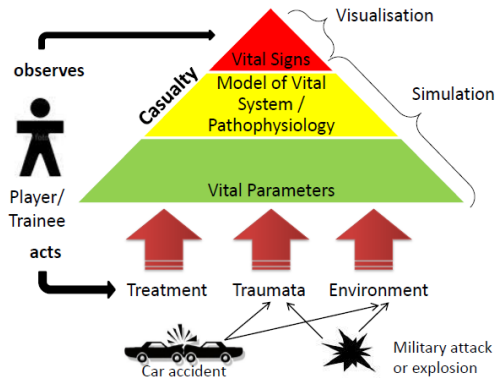 Visualisation
observes
Casualty
Vital Signs
Model of Vital
System /
Pathophysiology
Simulation
Vital Parameters
Player/
Trainee
acts
Treatment
Traumata
Environment
Car accident
Military attack
or explosion